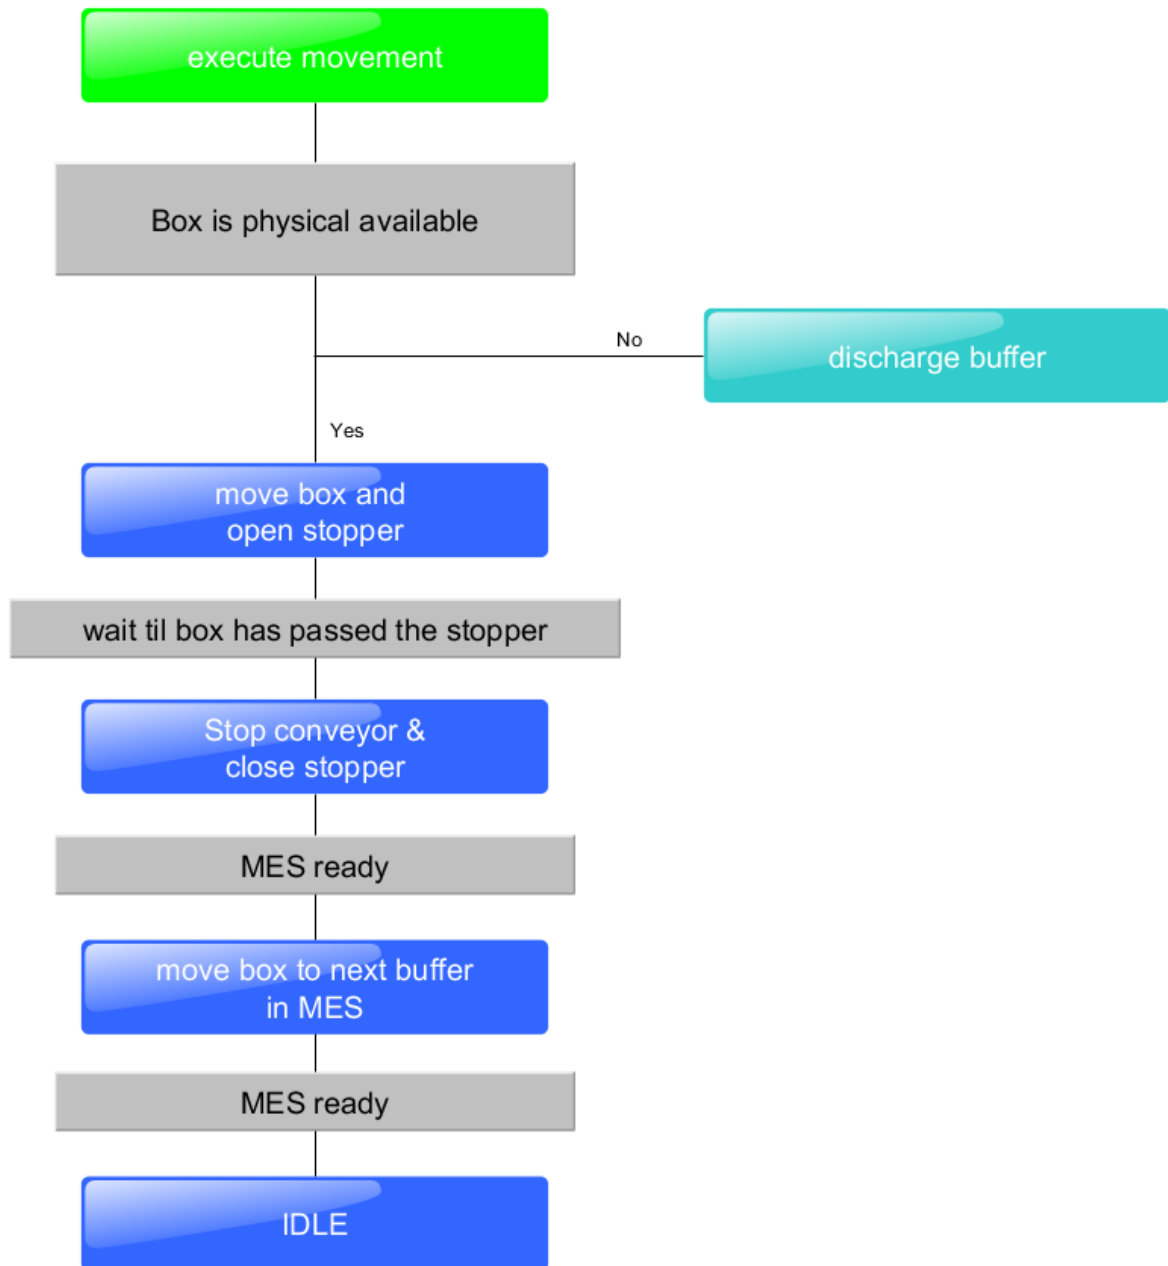 execute movement
Box is physical available
No
discharge buffer
Yes
move box and
open stopper
wait til box has passed the stopper
Stop conveyor &
close stopper
MES ready
move box to next buffer
in MES
MES ready
IDLE